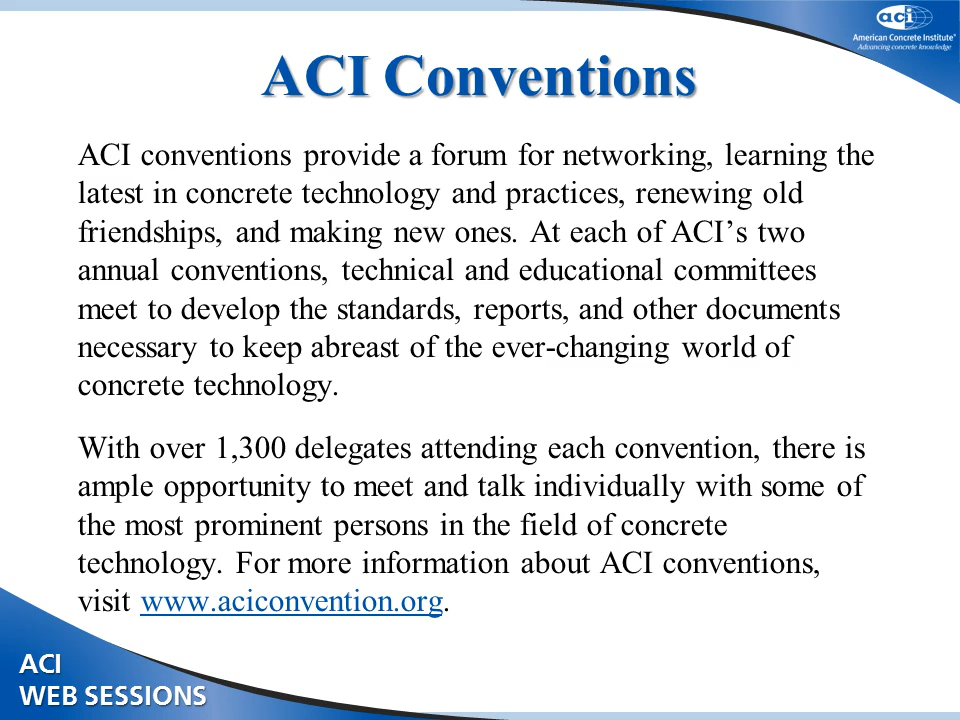 aci
American Concrete Institute®
Advancing concrete knowledge
ACI Conventions
ACI conventions provide a forum for networking, learning the
latest in concrete technology and practices, renewing old
friendships, and making new ones. At each of ACI’s two
annual conventions, technical and educational committees
meet to develop the standards, reports, and other documents
necessary to keep abreast of the ever-changing world of
concrete technology.
With over 1,300 delegates attending each convention, there is
ample opportunity to meet and talk individually with some of
the most prominent persons in the field of concrete
technology. For more information about ACI conventions,
visit www.aciconvention.org.
ACI
WEB SESSIONS